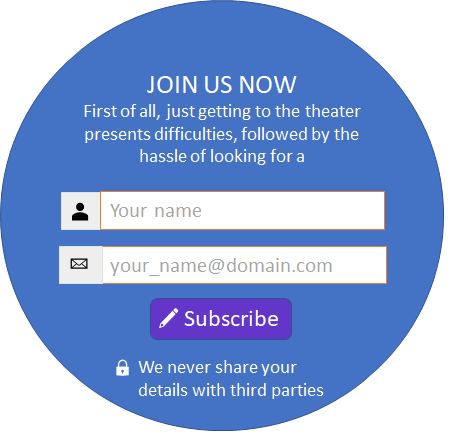 JOIN US NOW
First of all, just getting to the theater
presents difficulties, followed by the
hassle of looking for a
Your name
your_name@domain.com
Subscribe
We never share your
details with third parties